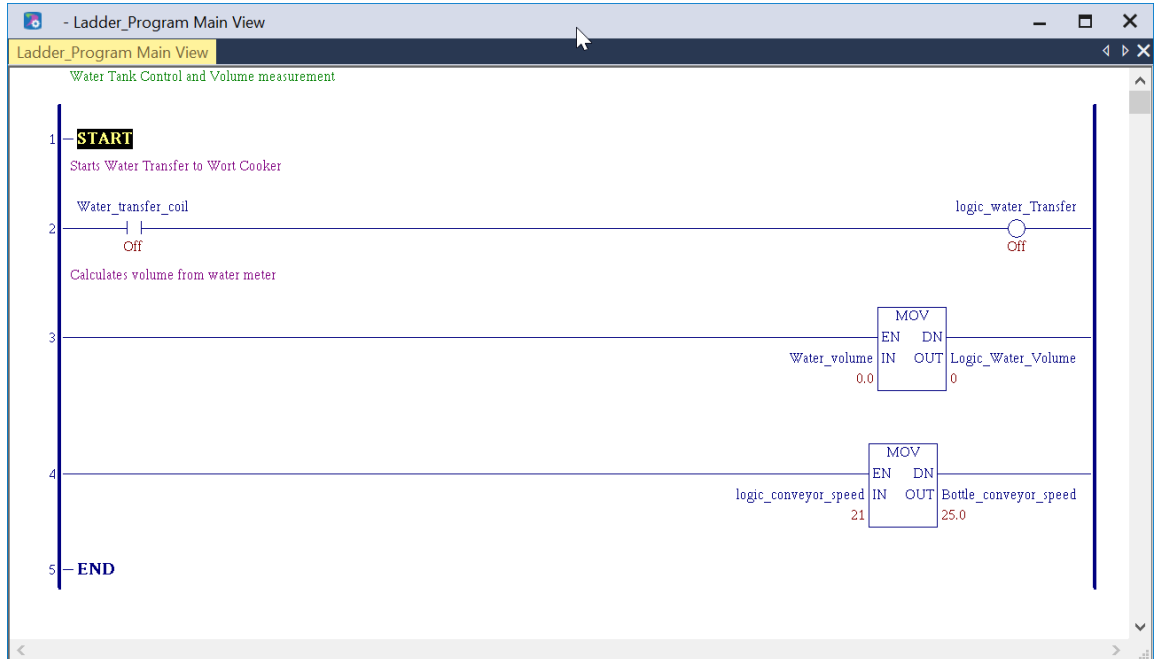 - Ladder_Program Main View
Ladder_Program Main View
Water Tank Control and Volume measurement
1 START
Starts Water Transfer to Wort Cooker
Water_transfer_coil logic_water_Transfer
2
Off Off
Calculates volume from water meter
MOV
3 EN DN
Water_volume IN OUT Logic_Water_Volume
0.0 0
MOV
4 EN DN
logic_conveyor_speed IN OUT Bottle_conveyor_speed
21 25.0
5 END